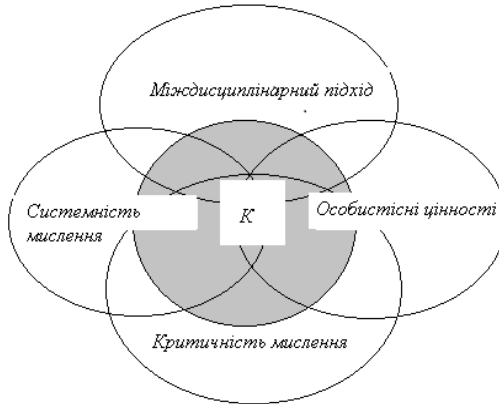 Міждисциплінарний підхід
Системність
мислення
К
Особистісні цінності
Критичність мислення